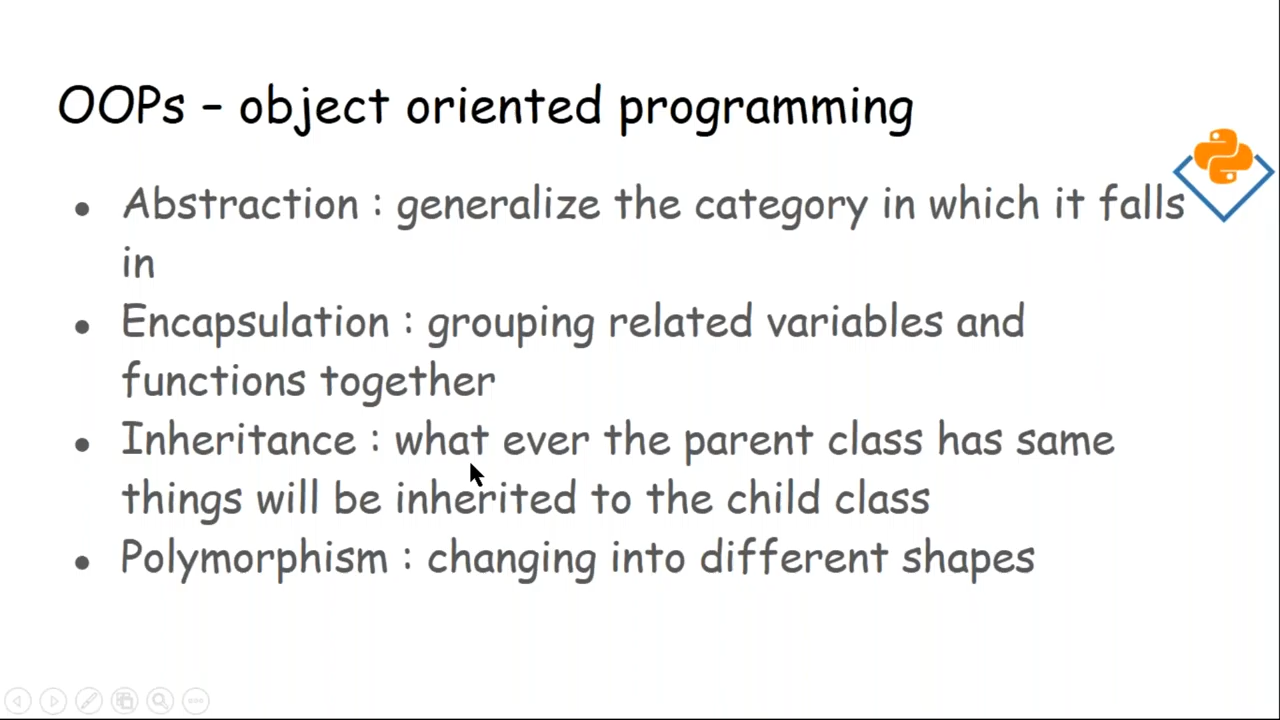 OOPs – object oriented programming
• Abstraction : generalize the category in which it falls
in
• Encapsulation : grouping related variables and
functions together
• Inheritance : what ever the parent class has same
things will be inherited to the child class
• Polymorphism : changing into different shapes